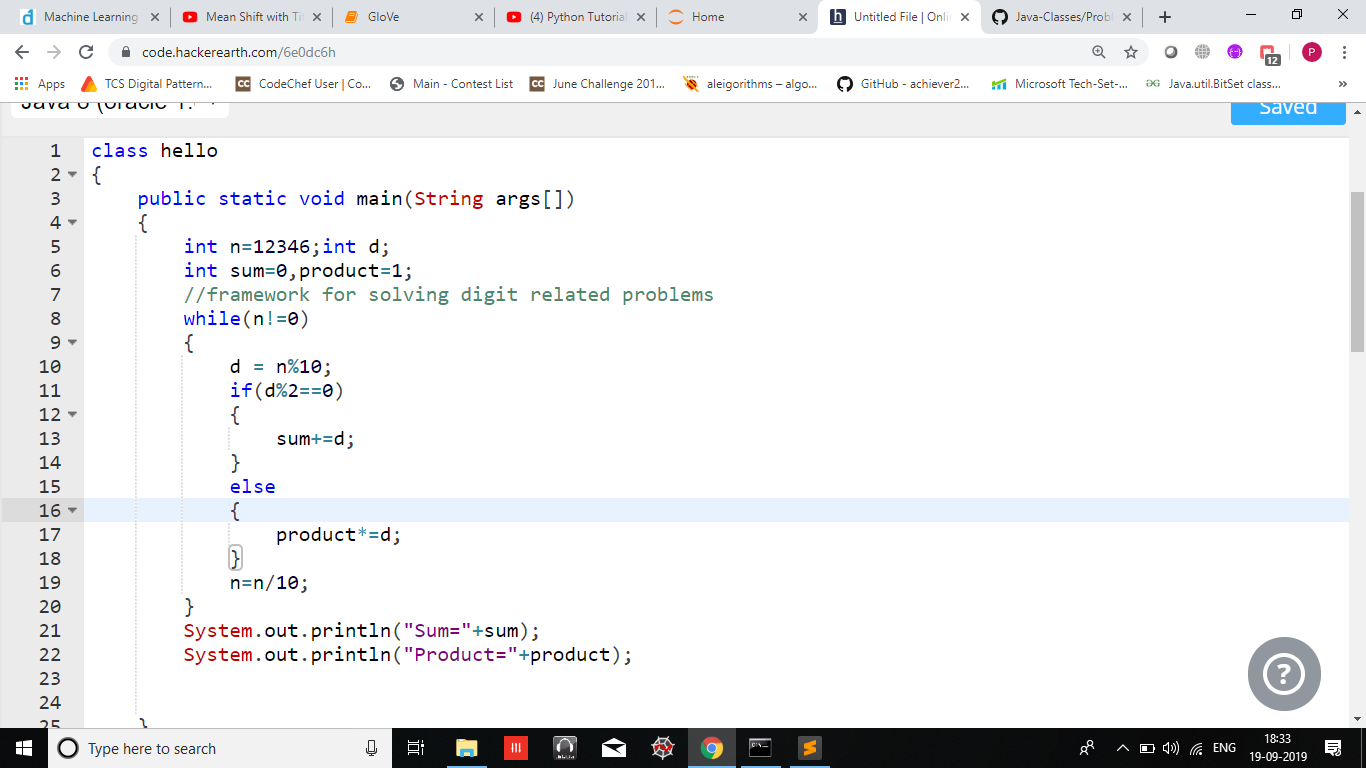 Machine Learning
Mean Shift with Ti
GloVe
(4) Python Tutorial
Home
Untitled File | Onli
Java-Classes/Probl
code.hackerearth.com/6e0dc6h
12
P
Apps
TCS Digital Pattern...
CodeChef User | Co...
Main - Contest List
June Challenge 201...
aleigorithms – algo...
GitHub - achiever2...
Microsoft Tech-Set-...
Java.util.BitSet class...
»
Saved
1 class hello
2 {
3 public static void main(String args[])
4 {
5 int n=12346;int d;
6 int sum=0,product=1;
7 //framework for solving digit related problems
8 while(n!=0)
9 {
10 d = n%10;
11 if(d%2==0)
12 {
13 sum+=d;
14 }
15 else
16 {
17 product*=d;
18 }
19 n=n/10;
20 }
21 System.out.println("Sum="+sum);
22 System.out.println("Product="+product);
23
24
25 }
?
Type here to search
ENG
18:33
19-09-2019